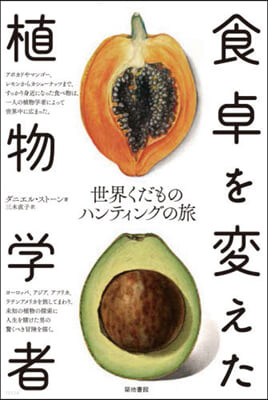 食卓を変えた
植物学者
世界くだもの
ハンティングの旅
アボカドやマンゴー、
レモンからカシューナッツまで、
すっかり身近になった食べ物は、
一人の植物学者によって
世界中に広まった。
ダニエル・ストーン 著
三木直子 訳
ヨーロッパ、アジア、アフリカ、
ラテンアメリカを旅してまわり、
未知の植物の探索に
人生を賭けた男の
驚くべき冒険を描く。
築地書館